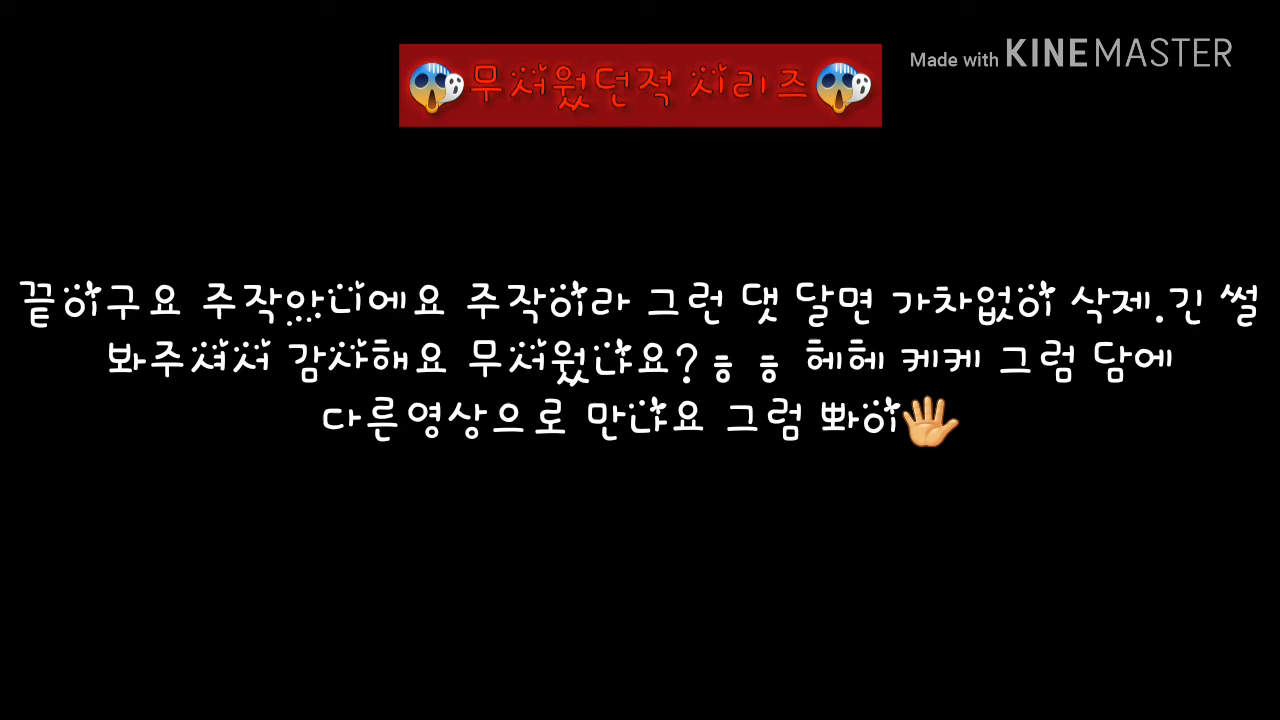 Made with KINEMASTER
😱무서웠던적 시리즈😱
끝이구요 주작앗니에요 주작이라 그런 댓 달면 가차없이 삭제.긴 썰
봐주셔서 감사해요 무서웠냐요?ㅎㅎ 헤헤 케케 그럼 담에
다른영상으로 만냐요 그럼 빠이🖐